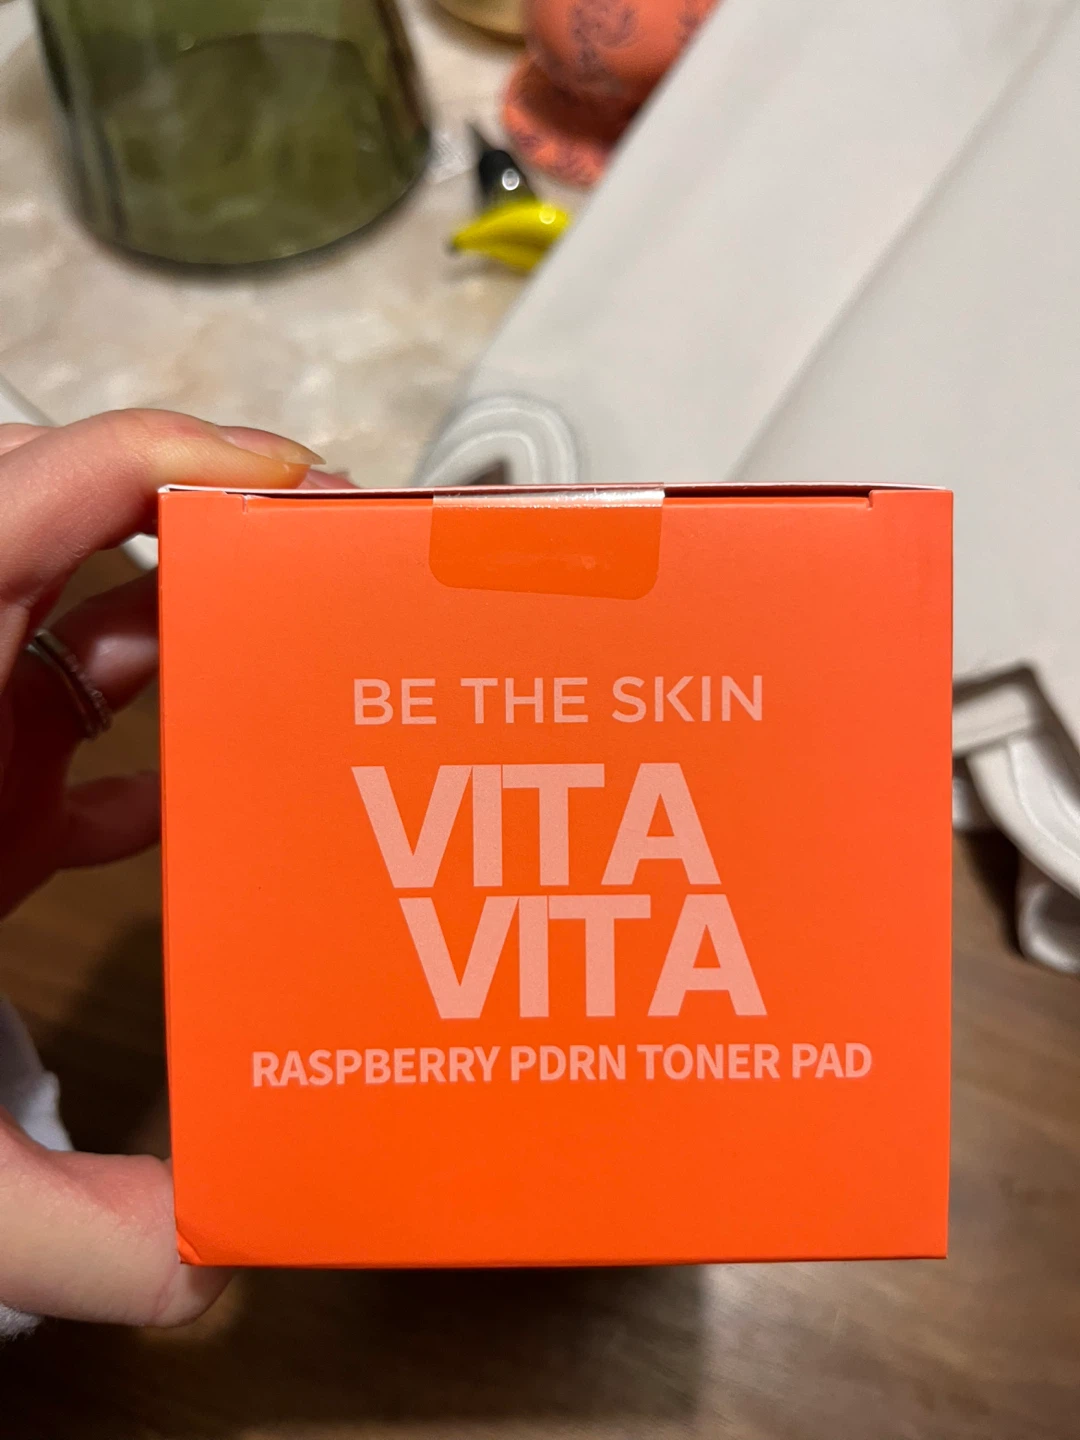 BE THE SKIN
VITA
VITA
RASPBERRY PDRN TONER PAD